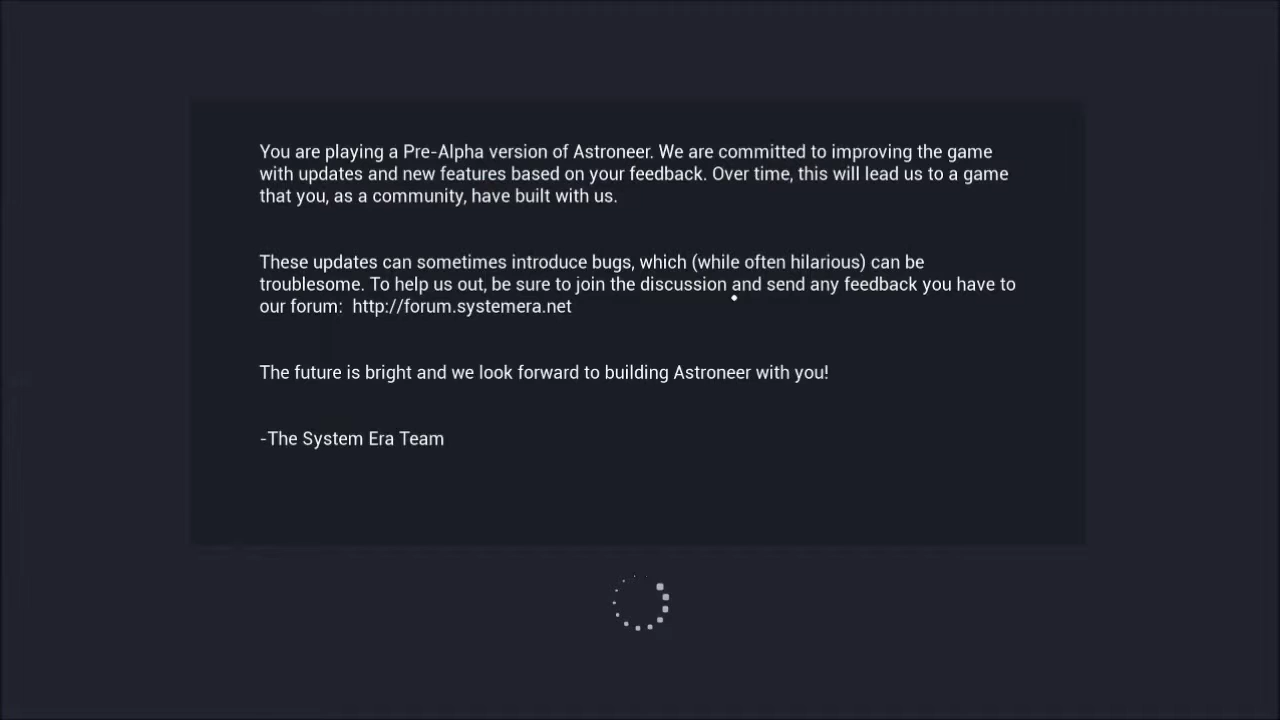 You are playing a Pre-Alpha version of Astroneer. We are committed to improving the game
with updates and new features based on your feedback. Over time, this will lead us to a game
that you, as a community, have built with us.
These updates can sometimes introduce bugs, which (while often hilarious) can be
troublesome. To help us out, be sure to join the discussion and send any feedback you have to
our forum:  http://forum.systemera.net
The future is bright and we look forward to building Astroneer with you!
-The System Era Team